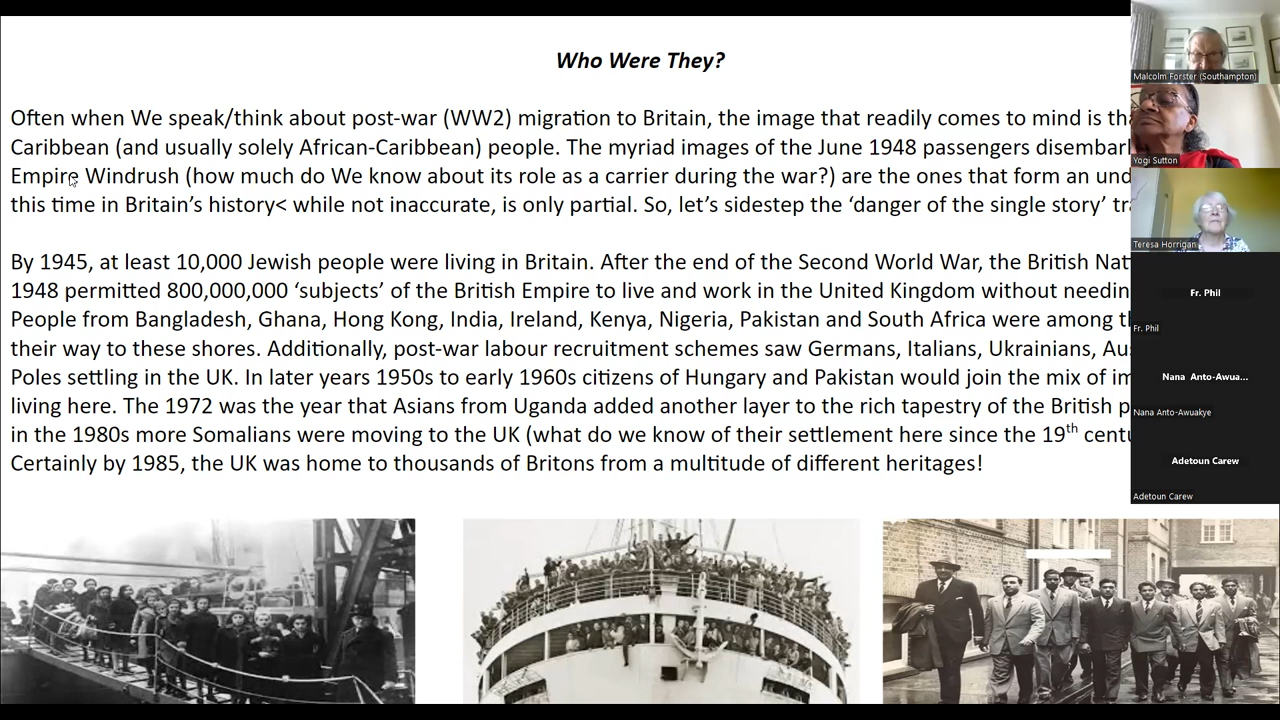 Who Were They?
Often when We speak/think about post-war (WW2) migration to Britain, the image that readily comes to mind is
Caribbean (and usually solely African-Caribbean) people. The myriad images of the June 1948 passengers
Empire Windrush (how much do We know about its role as a carrier during the war?) are the ones that form an
this time in Britain's history< while not inaccurate, is only partial. So, let's sidestep the 'danger of the single story'
By 1945, at least 10,000 Jewish people were living in Britain. After the end of the Second World War, the British
1948 permitted 800,000,000 'subjects' of the British Empire to live and work in the United Kingdom without
People from Bangladesh, Ghana, Hong Kong, India, Ireland, Kenya, Nigeria, Pakistan and South Africa were among
their way to these shores. Additionally, post-war labour recruitment schemes saw Germans, Italians, Ukrainians,
Poles settling in the UK. In later years 1950s to early 1960s citizens of Hungary and Pakistan would join the mix of
living here. The 1972 was the year that Asians from Uganda added another layer to the rich tapestry of the British
in the 1980s more Somalians were moving to the UK (what do we know of their settlement here since the 19th
Certainly by 1985, the UK was home to thousands of Britons from a multitude of different heritages!
Malcolm Forster (Southampton)
Yogi Sutton
Teresa Horrigan
Fr. Phil
Fr. Phil
Nana Anto-Awua...
Nana Anto-Awuakye
Adetoun Carew
Adetoun Carew